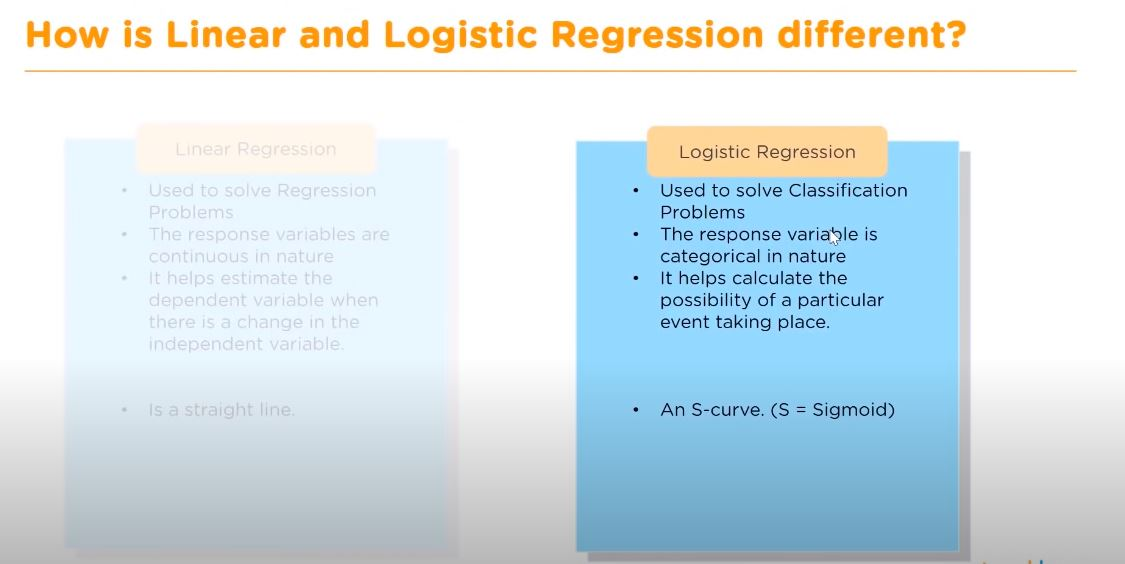 How is Linear and Logistic Regression different?
Linear Regression
• Used to solve Regression
Problems
• The response variables are
continuous in nature
• It helps estimate the
dependent variable when
there is a change in the
independent variable.
• Is a straight line.
Logistic Regression
• Used to solve Classification
Problems
• The response variable is
categorical in nature
• It helps calculate the
possibility of a particular
event taking place.
• An S-curve. (S = Sigmoid)